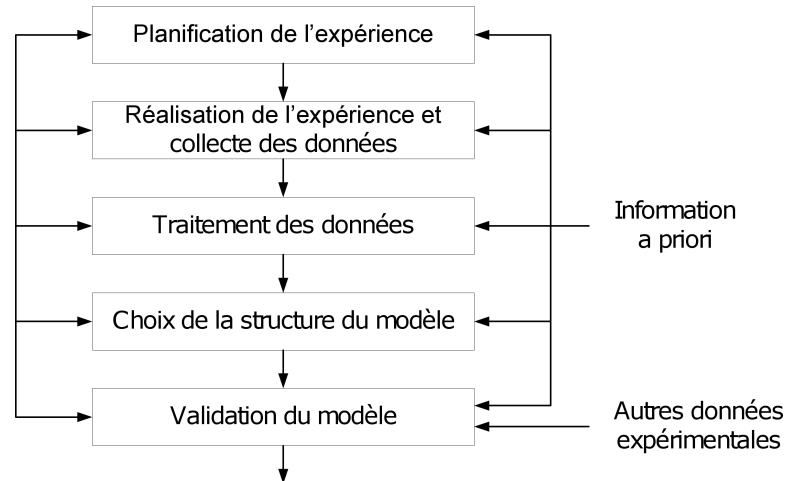 Planification de l'expérience
Réalisation de l'expérience et
collecte des données
Traitement des données
Information
a priori
Choix de la structure du modèle
Validation du modèle
Autres données
expérimentales